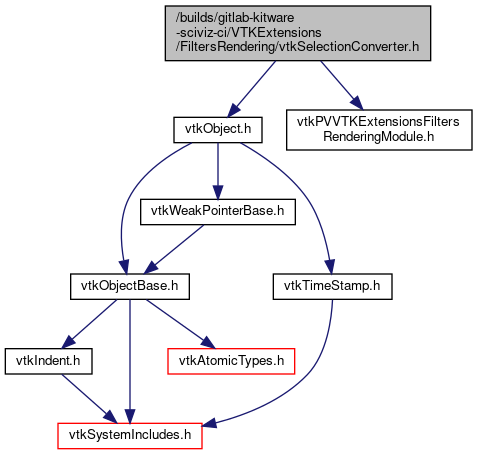 /builds/gitlab-kitware
-sciviz-ci/VTKExtensions
/FiltersRendering/vtkSelectionConverter.h
vtkObject.h
vtkPVVTKExtensionsFilters
RenderingModule.h
vtkWeakPointerBase.h
vtkObjectBase.h
vtkTimeStamp.h
vtkIndent.h
vtkAtomicTypes.h
vtkSystemIncludes.h